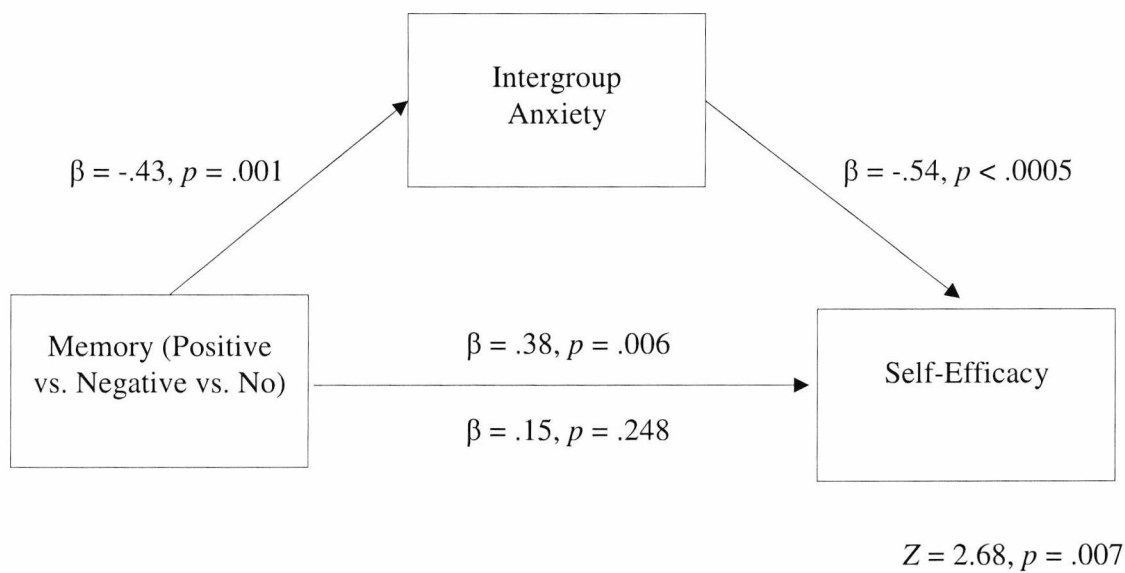 Intergroup
Anxiety
β = -.43, p = .001
β = -.54, p < .0005
Memory (Positive
vs. Negative vs. No)
β = .38, p = .006
β = .15, p = .248
Self-Efficacy
Z = 2.68, p = .007